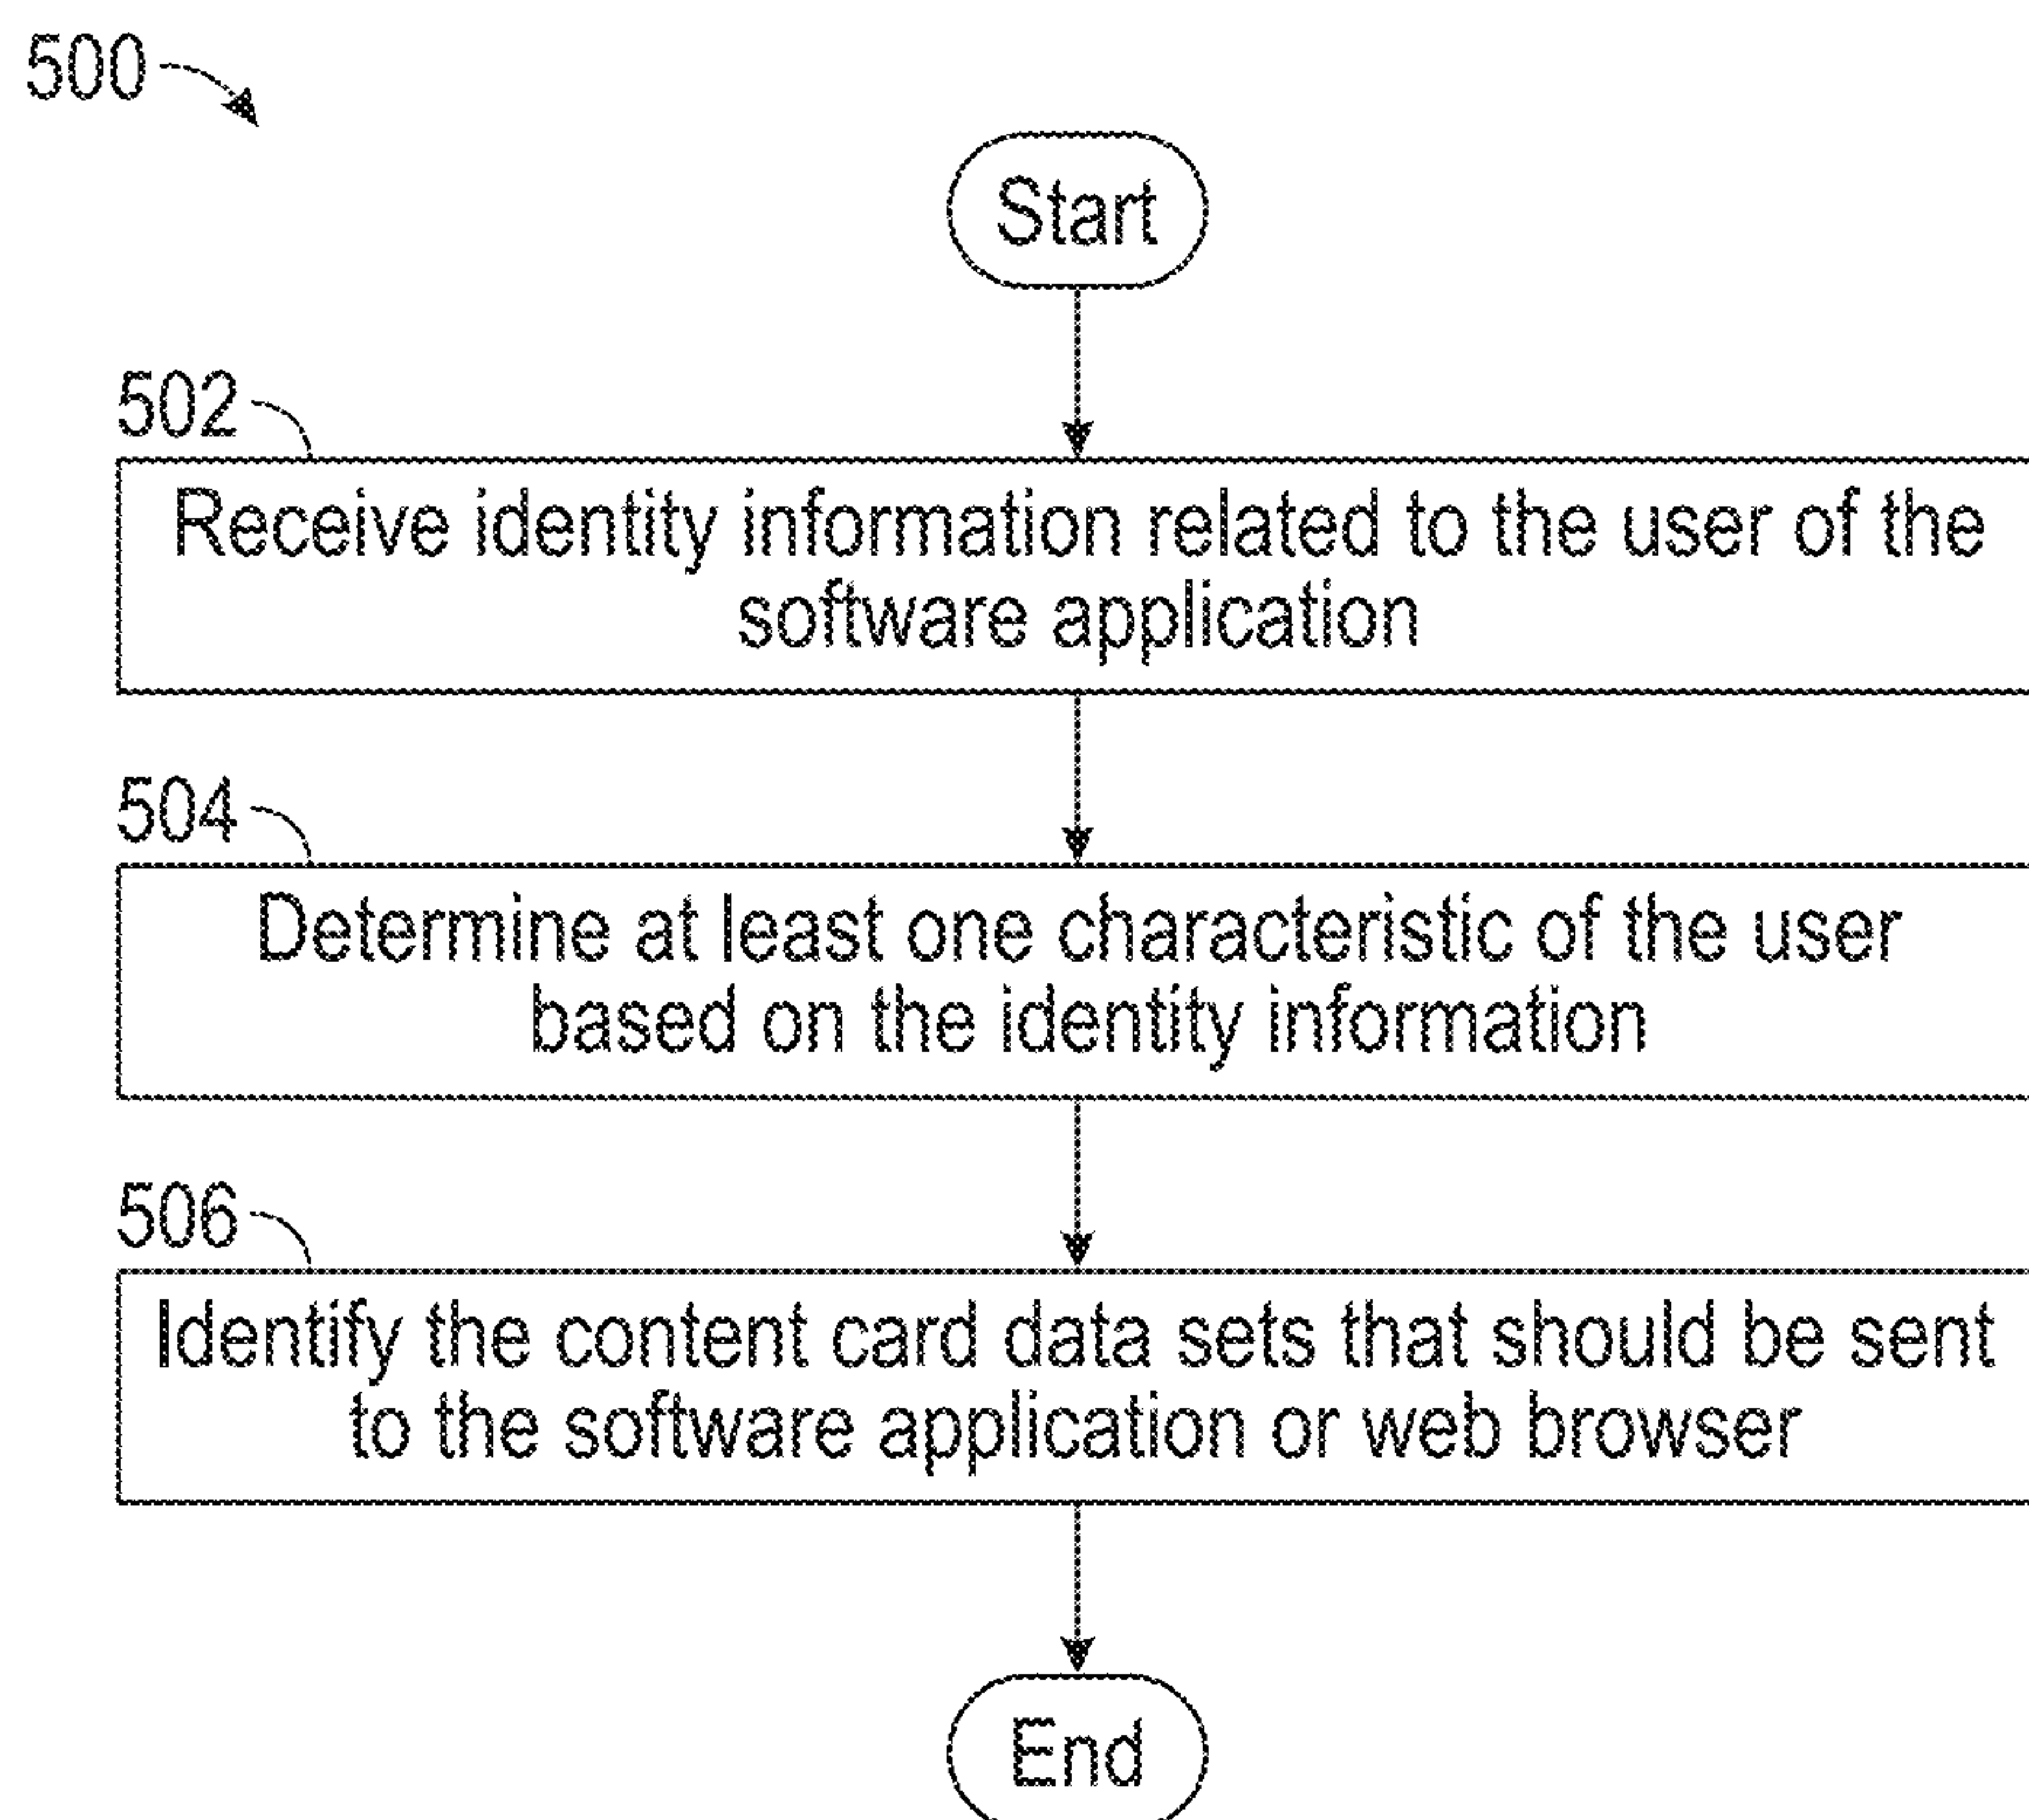 500
Start
502
Receive identity information related to the user of the
software application
504
Determine at least one characteristic of the user
based on the identity information
506
Identify the content card data sets that should be sent
to the software application or web browser
End